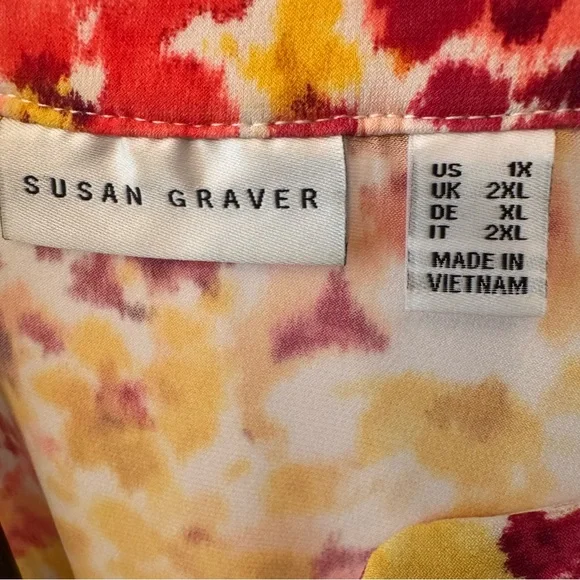 SUSAN GRAVER
US 1X
UK 2XL
DE XL
IT 2XL
MADE IN
VIETNAM